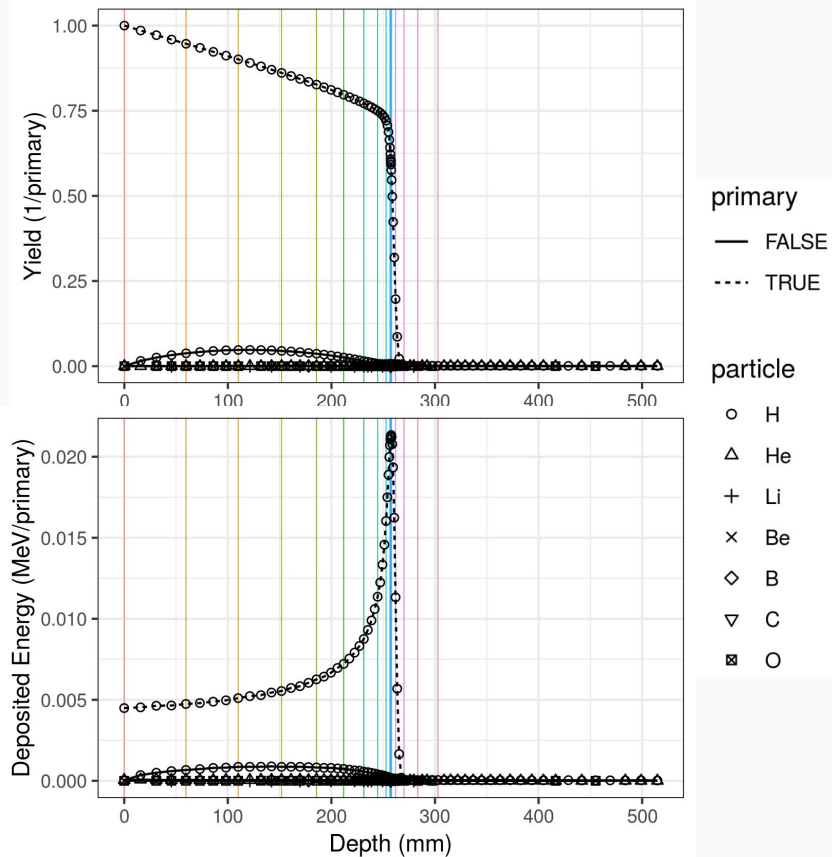 1.00
0.75
0.50
0.25
0.00
Yield (1/primary)
0 100 200 300 400 500
0.020
0.015
0.010
0.005
0.000
Deposited Energy (MeV/primary)
0 100 200 300 400 500
Depth (mm)
primary
FALSE
TRUE
particle
H
He
Li
Be
B
C
O